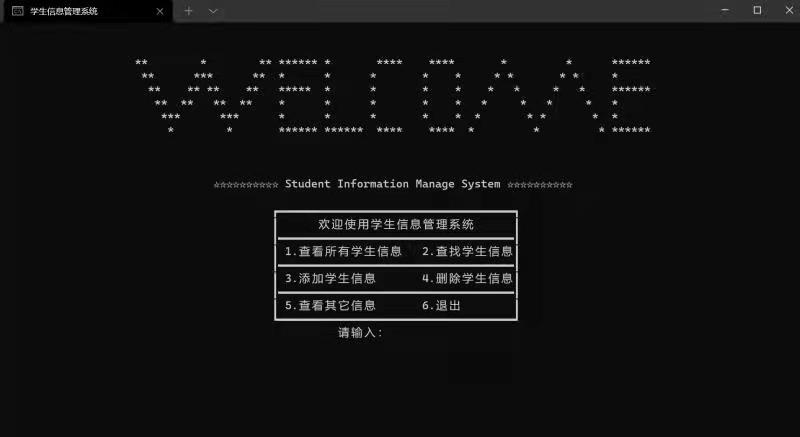 学生信息管理系统
WELCOME
☆☆☆☆☆☆☆☆☆☆ Student Information Manage System ☆☆☆☆☆☆☆☆☆☆
欢迎使用学生信息管理系统
1.查看所有学生信息 2.查找学生信息
3.添加学生信息 4.删除学生信息
5.查看其它信息 6.退出
请输入: